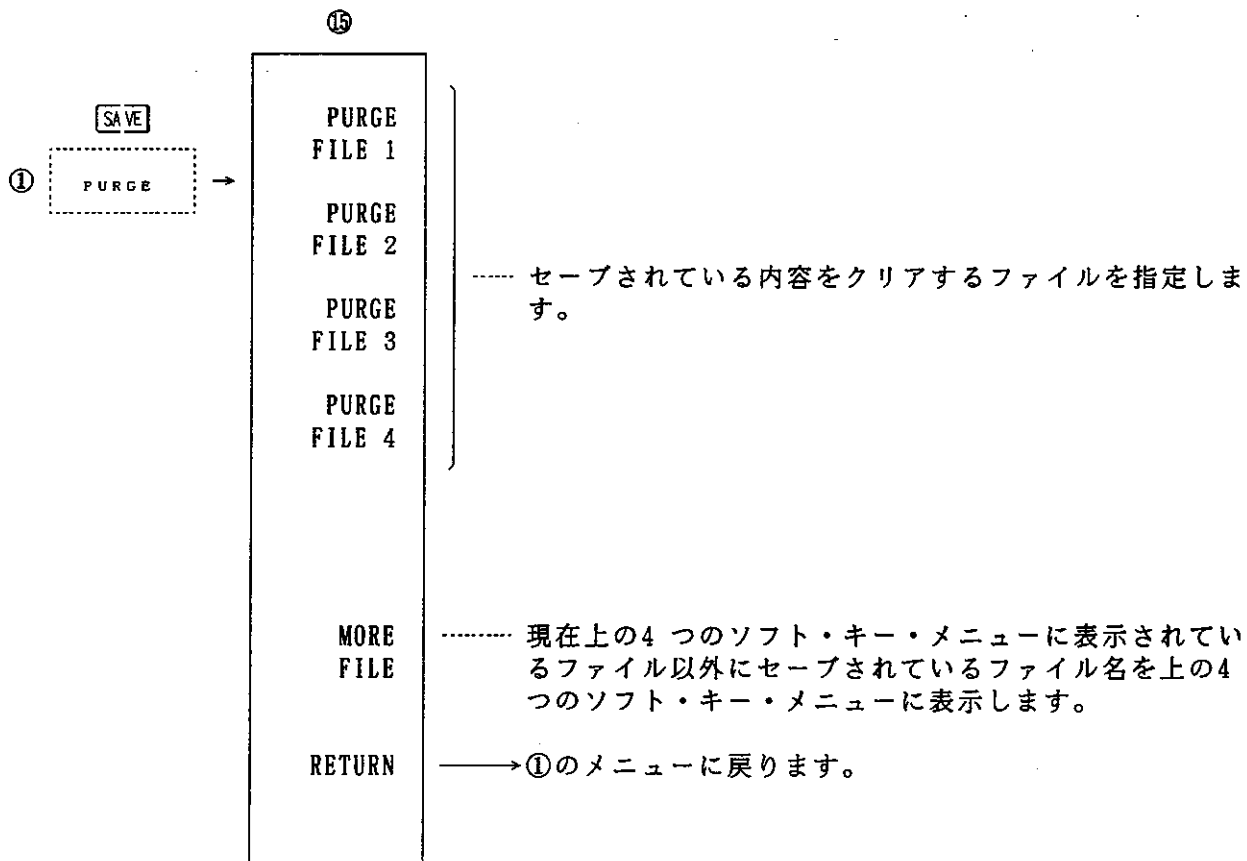 ⑮
SAVE
① PURGE →
PURGE
FILE 1
PURGE
FILE 2
PURGE
FILE 3
PURGE
FILE 4
セーブされている内容をクリアするファイルを指定しま
す。
MORE
FILE
現在上の4 つのソフト・キー・メニューに表示されてい
るファイル以外にセーブされているファイル名を上の4
つのソフト・キー・メニューに表示します。
RETURN
→①のメニューに戻ります。